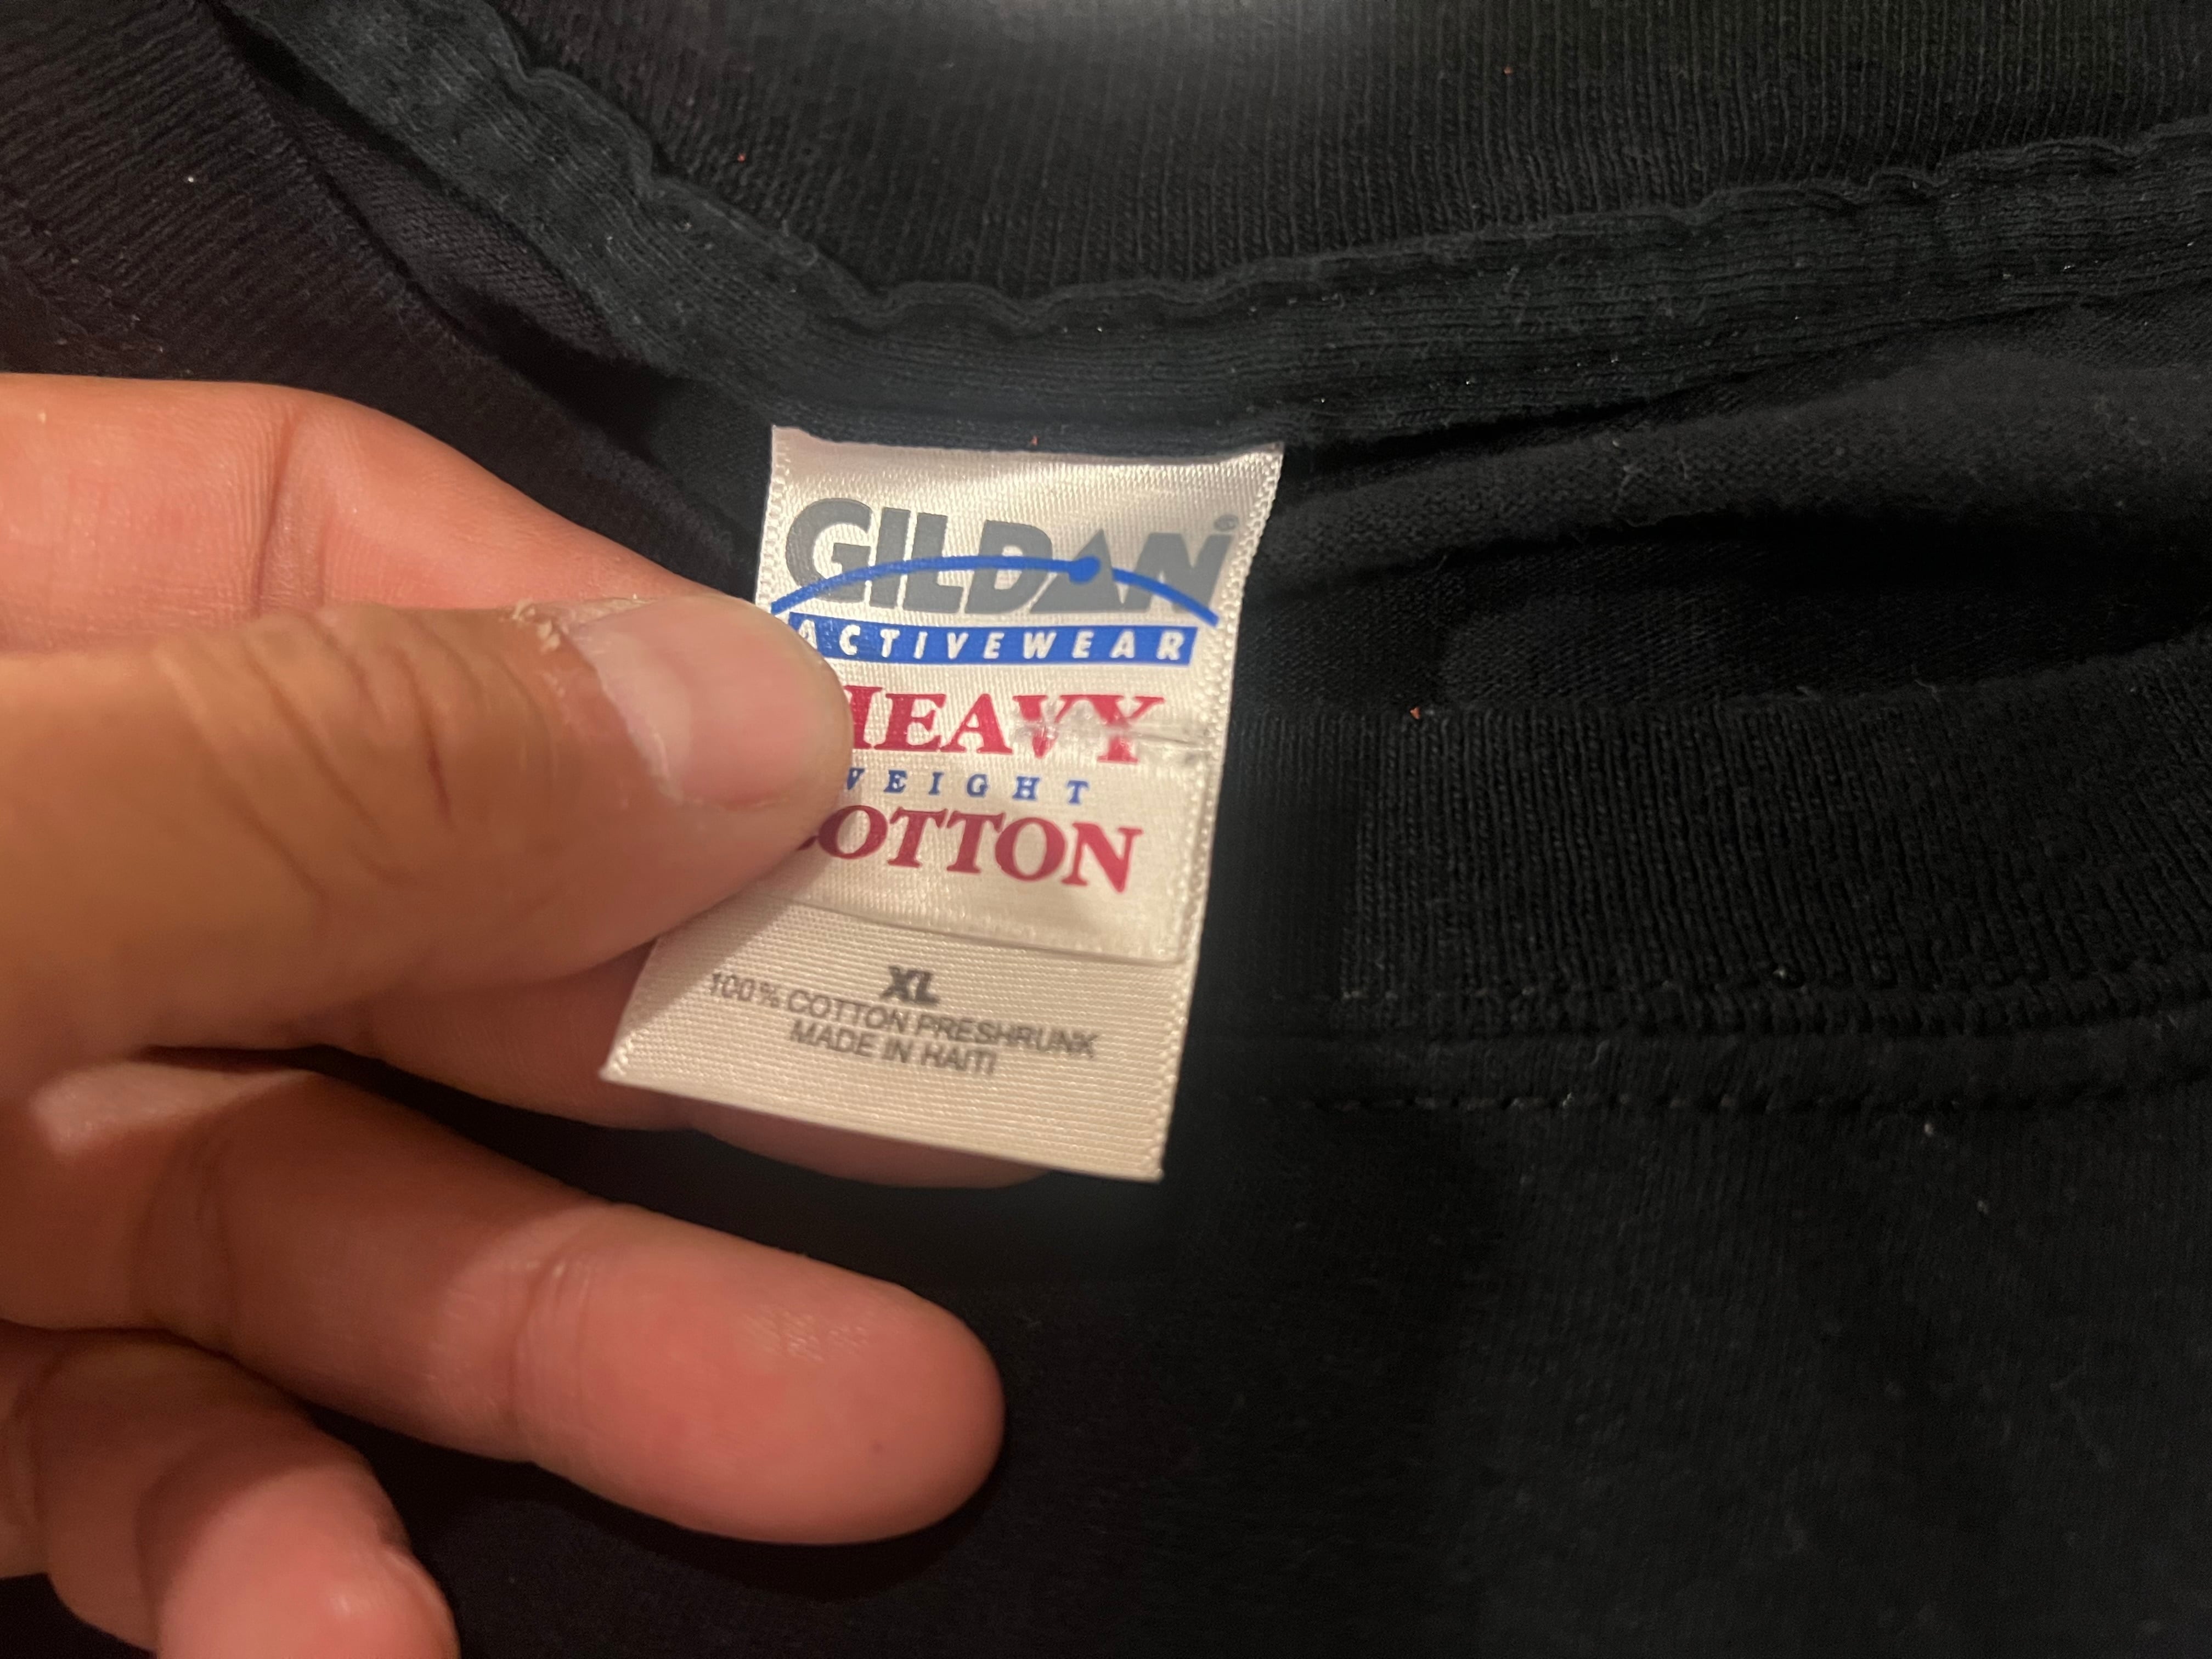 GILDAN®
ACTIVEWEAR
HEAVY
WEIGHT
COTTON
XL
100% COTTON PRESHRUNK
MADE IN HAITI